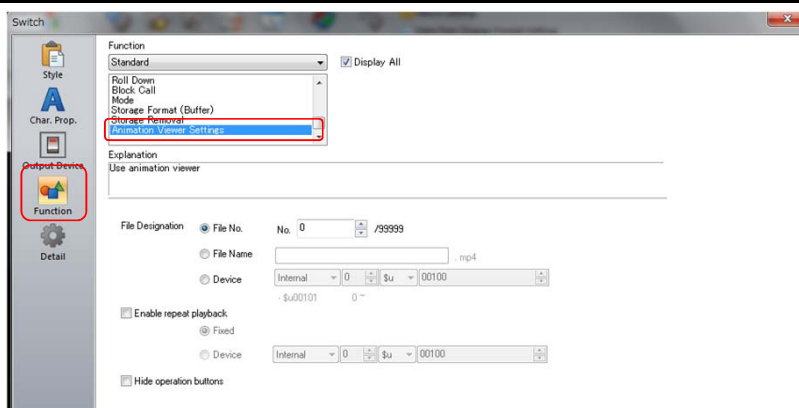 Switch
Style
Char. Prop.
Output Device
Function
Detail
Function
Standard
Display All
Roll Down
Block Call
Mode
Storage Format (Buffer)
Storage Removal
Animation Viewer Settings
Explanation
Use animation viewer
File Designation
File No.
No. 0 /99999
File Name
. mp4
Device
Internal 0 $u 00100
- $u00101 0 ~
Enable repeat playback
Fixed
Device
Internal 0 $u 00100
Hide operation buttons